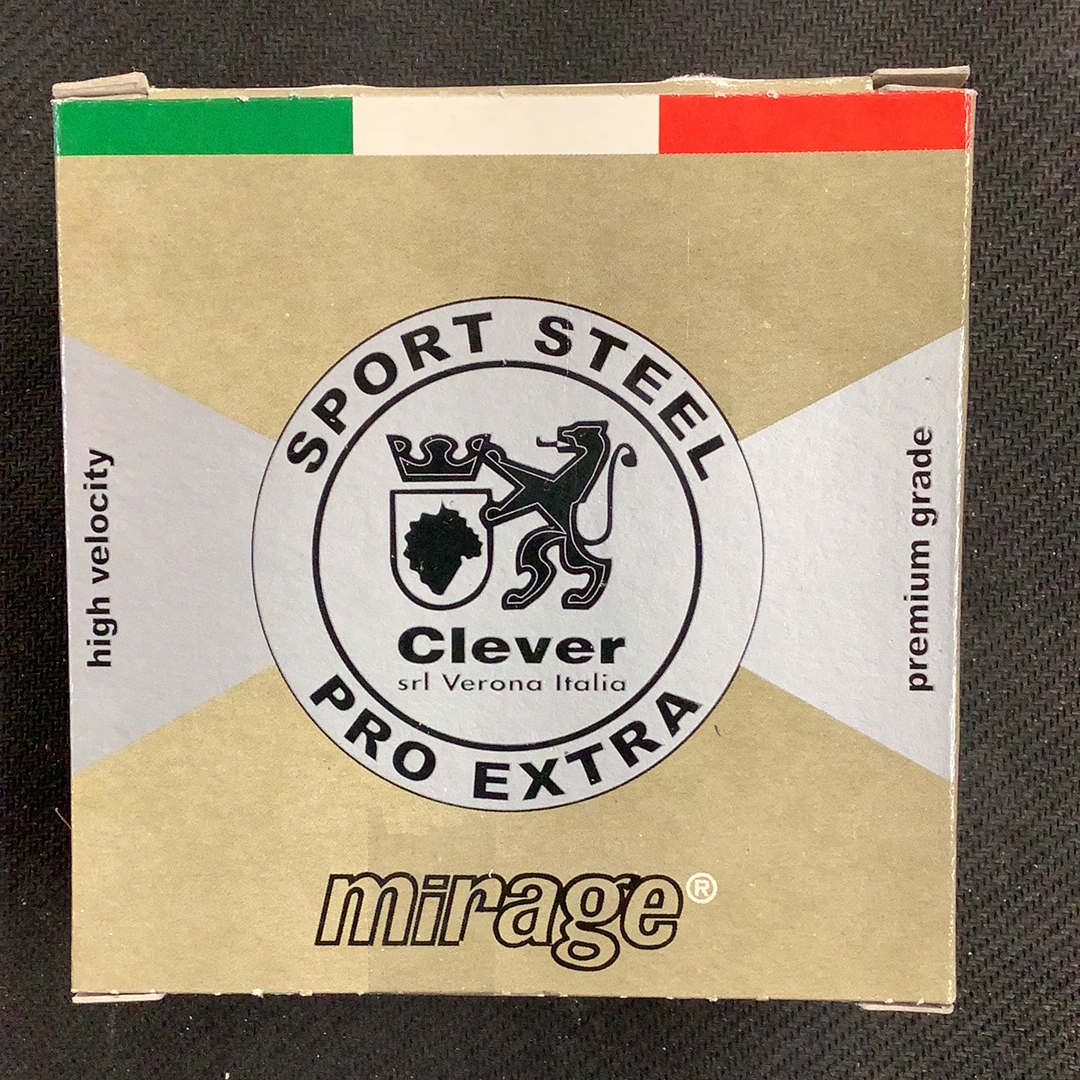 SPORT STEEL
high velocity
premium grade
Clever
srl Verona Italia
PRO EXTRA
mirage®